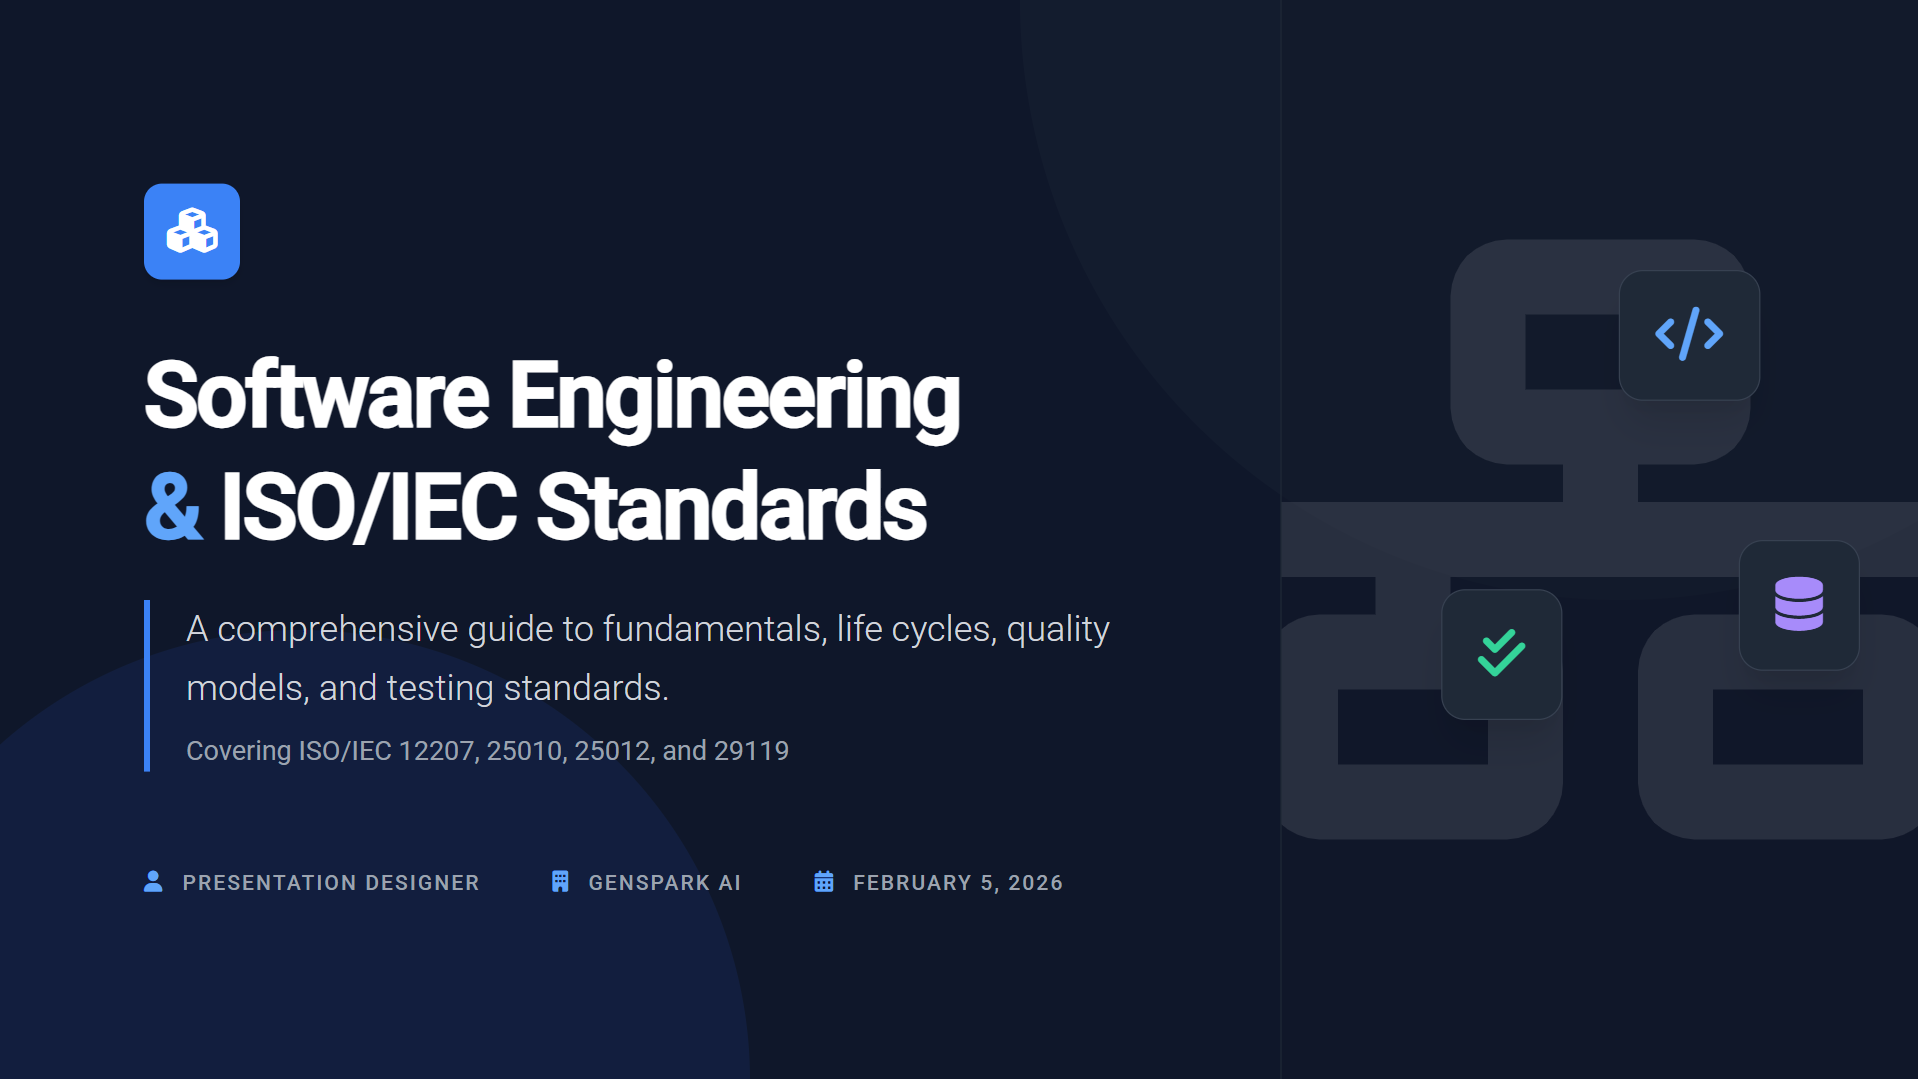 Software Engineering
& ISO/IEC Standards
A comprehensive guide to fundamentals, life cycles, quality
models, and testing standards.
Covering ISO/IEC 12207, 25010, 25012, and 29119
PRESENTATION DESIGNER
GENSPARK AI
FEBRUARY 5, 2026